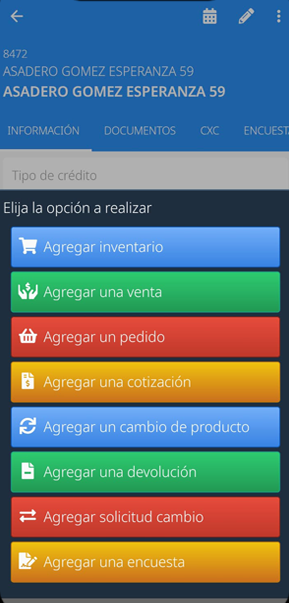 8472
ASADERO GOMEZ ESPERANZA 59
ASADERO GOMEZ ESPERANZA 59
INFORMACIÓN DOCUMENTOS CXC ENCUEST
Tipo de crédito
Elija la opción a realizar
Agregar inventario
Agregar una venta
Agregar un pedido
Agregar una cotización
Agregar un cambio de producto
Agregar una devolución
Agregar solicitud cambio
Agregar una encuesta